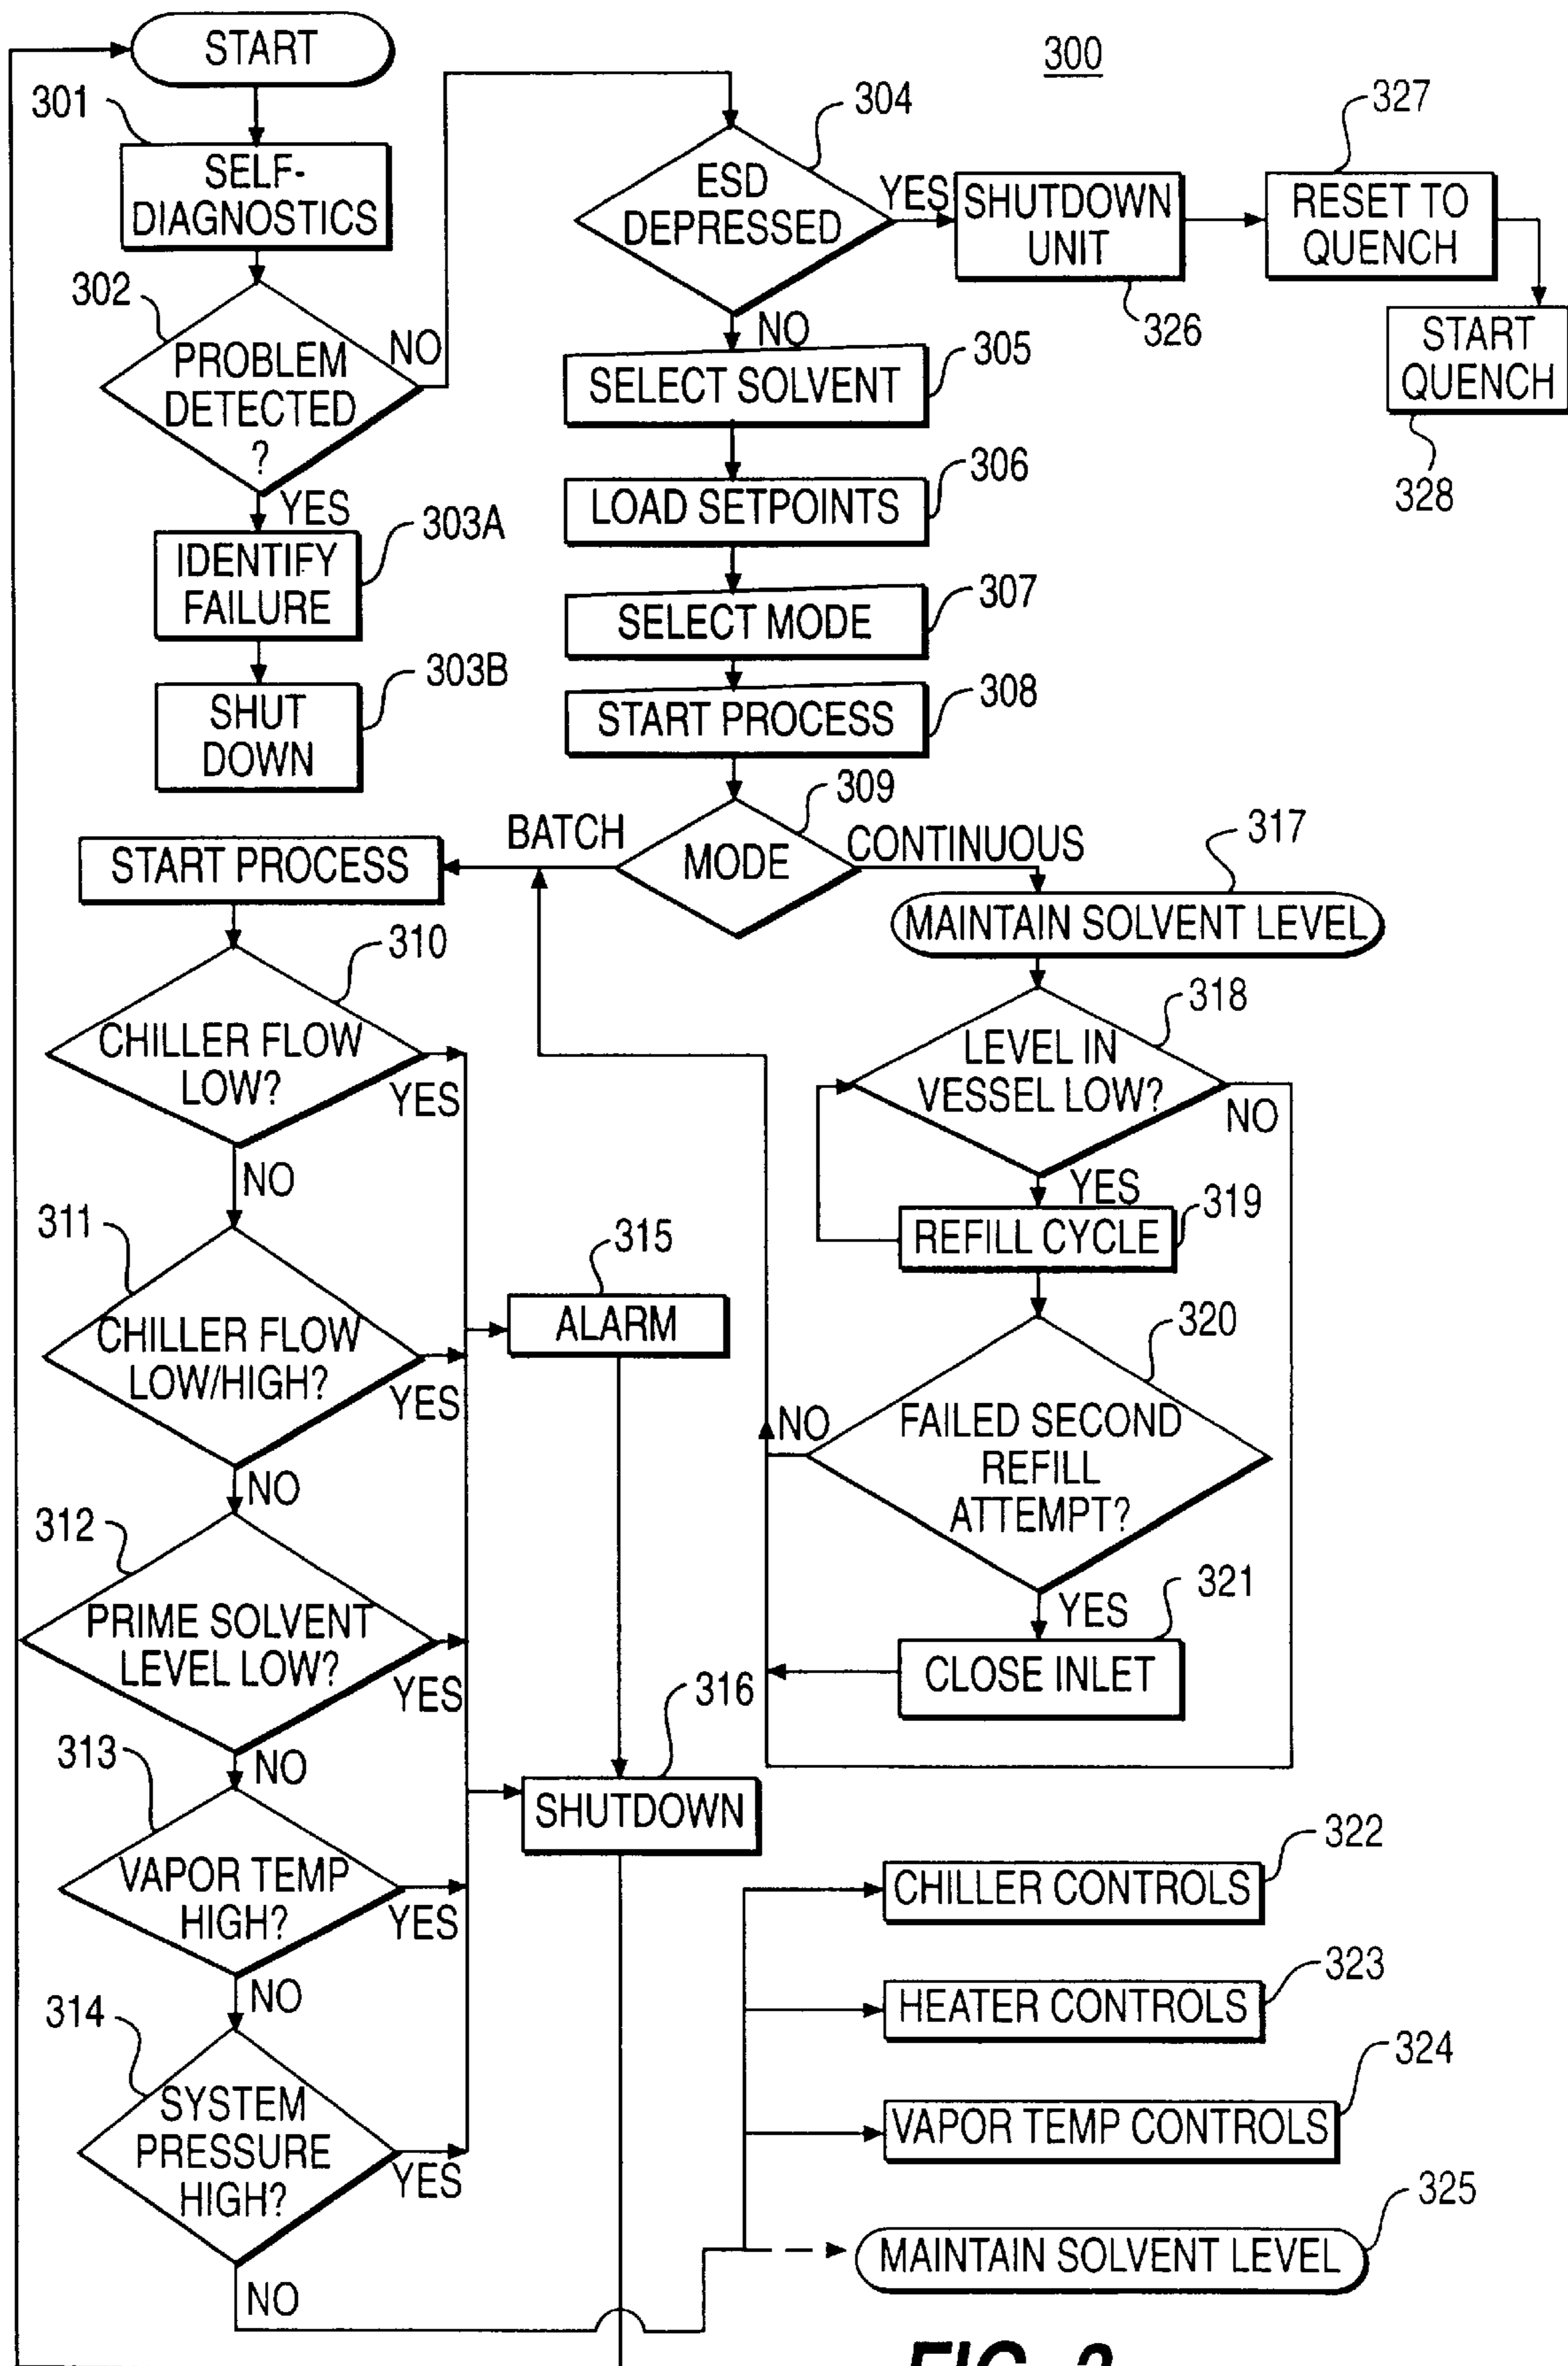 START
300
301
SELF-
DIAGNOSTICS
302
PROBLEM
DETECTED
?
NO
YES
IDENTIFY
FAILURE
303A
SHUT
DOWN
303B
304
ESD
DEPRESSED
YES
SHUTDOWN
UNIT
326
327
RESET TO
QUENCH
START
QUENCH
328
NO
SELECT SOLVENT
305
LOAD SETPOINTS
306
SELECT MODE
307
START PROCESS
308
309
MODE
BATCH
CONTINUOUS
START PROCESS
310
CHILLER FLOW
LOW?
YES
NO
311
CHILLER FLOW
LOW/HIGH?
YES
NO
312
PRIME SOLVENT
LEVEL LOW?
YES
NO
313
VAPOR TEMP
HIGH?
YES
NO
314
SYSTEM
PRESSURE
HIGH?
YES
NO
315
ALARM
316
SHUTDOWN
317
MAINTAIN SOLVENT LEVEL
318
LEVEL IN
VESSEL LOW?
NO
YES
REFILL CYCLE
319
320
FAILED SECOND
REFILL
ATTEMPT?
NO
YES
321
CLOSE INLET
322
CHILLER CONTROLS
323
HEATER CONTROLS
324
VAPOR TEMP CONTROLS
325
MAINTAIN SOLVENT LEVEL
FIG.